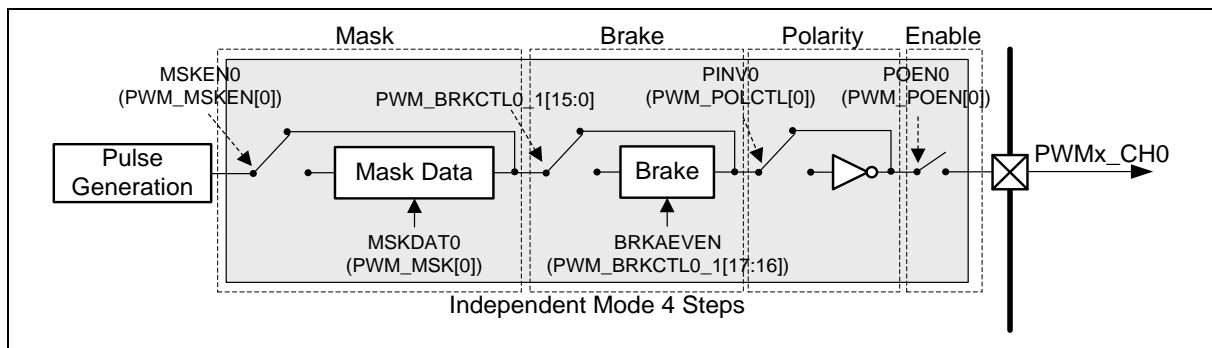 Mask
Brake
Polarity
Enable
MSKEN0
(PWM_MSKEN[0])
PWM_BRKCTL0_1[15:0]
PINV0
(PWM_POLCTL[0])
POEN0
(PWM_POEN[0])
Pulse
Generation
Mask Data
Brake
PWMx_CH0
MSKDAT0
(PWM_MSK[0])
BRKAEVEN
(PWM_BRKCTL0_1[17:16])
Independent Mode 4 Steps